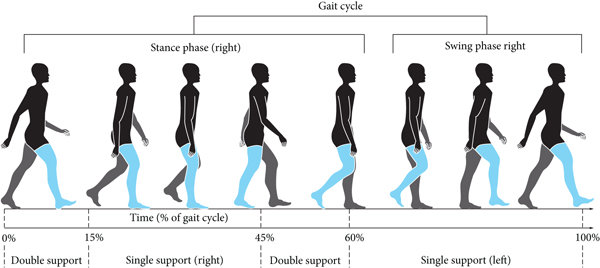 Gait cycle
Stance phase (right)
Swing phase right
Time (% of gait cycle)
0%
15%
45%
60%
100%
Double support
Single support (right)
Double support
Single support (left)